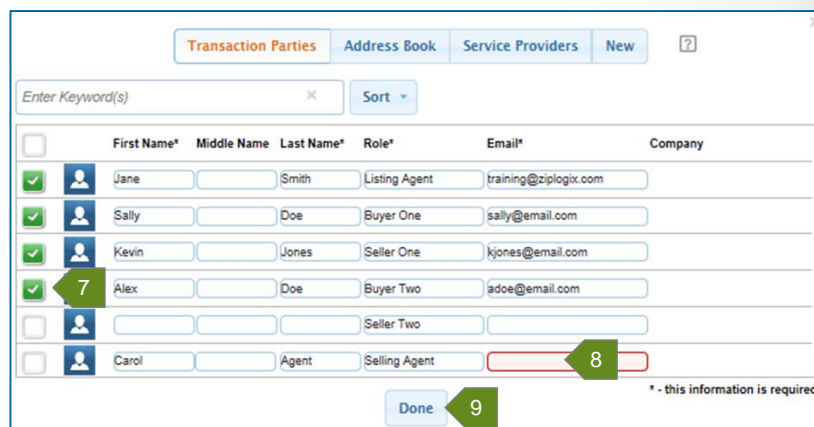 Transaction Parties Address Book Service Providers New ?
Enter Keyword(s) × Sort
First Name* Middle Name Last Name* Role* Email* Company
Jane Smith Listing Agent training@ziplogix.com
Sally Doe Buyer One sally@email.com
Kevin Jones Seller One kjones@email.com
7 Alex Doe Buyer Two adoe@email.com
Seller Two
Carol Agent Selling Agent 8
* - this information is required
Done 9